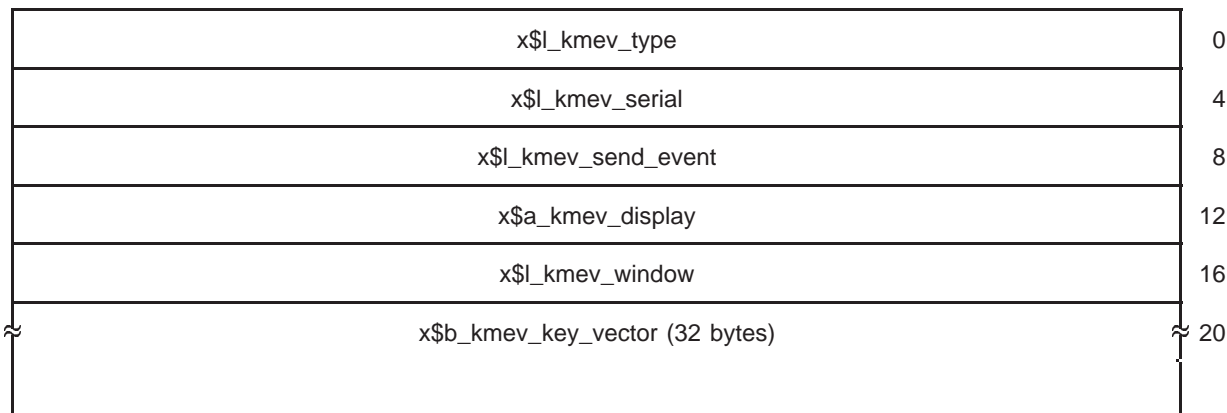 x$l_kmev_type 0
x$l_kmev_serial 4
x$l_kmev_send_event 8
x$a_kmev_display 12
x$l_kmev_window 16
x$b_kmev_key_vector (32 bytes) 20